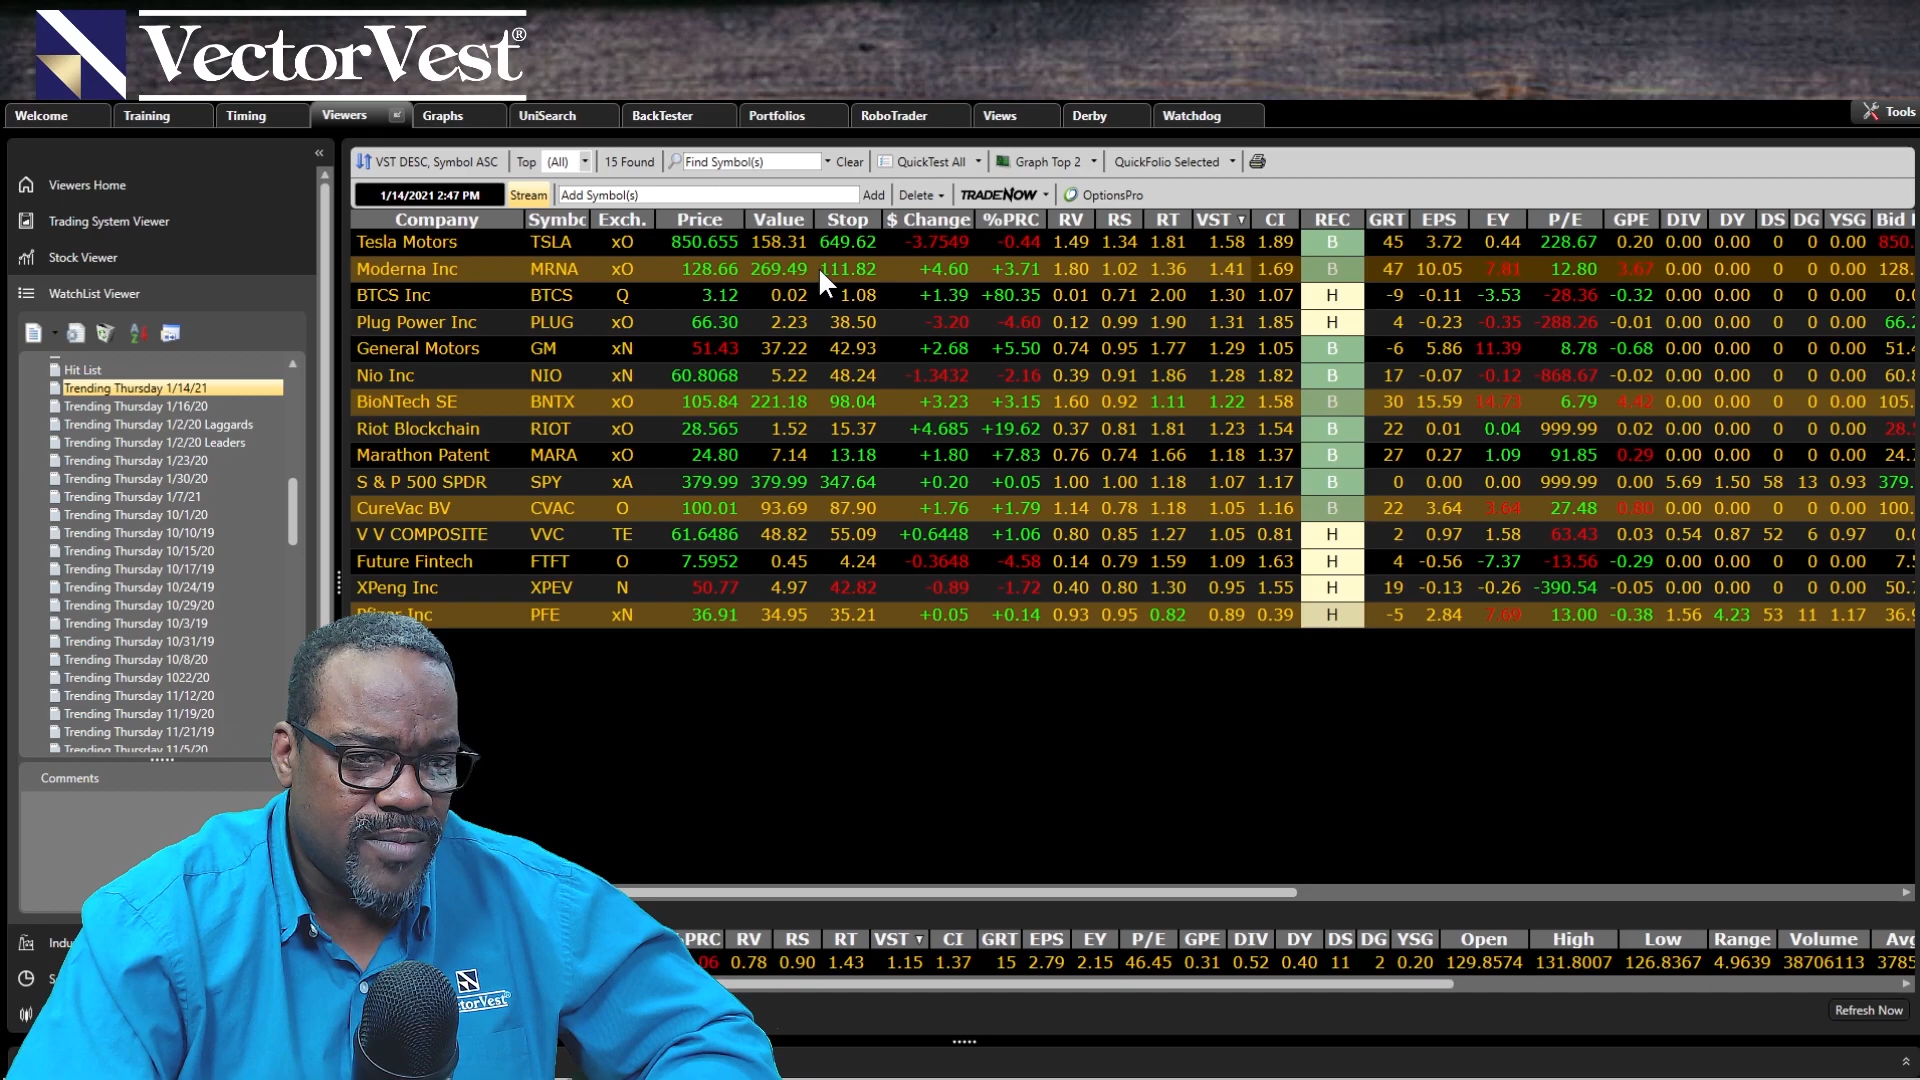 VectorVest®
Welcome Training Timing Viewers Graphs UniSearch BackTester Portfolios RoboTrader Views Derby Watchdog Tools
VST DESC, Symbol ASC Top (All) 15 Found Find Symbol(s) Clear QuickTest All Graph Top 2 QuickFolio Selected
1/14/2021 2:47 PM Stream Add Symbol(s) Add Delete TRADENOW OptionsPro
Viewers Home
Trading System Viewer
Stock Viewer
WatchList Viewer
Hit List
Trending Thursday 1/14/21
Trending Thursday 1/16/20
Trending Thursday 1/2/20 Laggards
Trending Thursday 1/2/20 Leaders
Trending Thursday 1/23/20
Trending Thursday 1/30/20
Trending Thursday 1/7/21
Trending Thursday 10/1/20
Trending Thursday 10/10/19
Trending Thursday 10/15/20
Trending Thursday 10/17/19
Trending Thursday 10/24/19
Trending Thursday 10/29/20
Trending Thursday 10/3/19
Trending Thursday 10/31/19
Trending Thursday 10/8/20
Trending Thursday 1022/20
Trending Thursday 11/12/20
Trending Thursday 11/19/20
Trending Thursday 11/21/19
Trending Thursday 11/5/20
Comments
Company Symbc Exch. Price Value Stop $ Change %PRC RV RS RT VST CI REC GRT EPS EY P/E GPE DIV DY DS DG YSG Bid
Tesla Motors TSLA xO 850.655 158.31 649.62 -3.7549 -0.44 1.49 1.34 1.81 1.58 1.89 B 45 3.72 0.44 228.67 0.20 0.00 0.00 0 0 0.00 850.
Moderna Inc MRNA xO 128.66 269.49 111.82 +4.60 +3.71 1.80 1.02 1.36 1.41 1.69 B 47 10.05 7.81 12.80 3.67 0.00 0.00 0 0 0.00 128.
BTCS Inc BTCS Q 3.12 0.02 1.08 +1.39 +80.35 0.01 0.71 2.00 1.30 1.07 H -9 -0.11 -3.53 -28.36 -0.32 0.00 0.00 0 0 0.00 0.0
Plug Power Inc PLUG xO 66.30 2.23 38.50 -3.20 -4.60 0.12 0.99 1.90 1.31 1.85 H 4 -0.23 -0.35 -288.26 -0.01 0.00 0.00 0 0 0.00 66.2
General Motors GM xN 51.43 37.22 42.93 +2.68 +5.50 0.74 0.95 1.77 1.29 1.05 B -6 5.86 11.39 8.78 -0.68 0.00 0.00 0 0 0.00 51.4
Nio Inc NIO xN 60.8068 5.22 48.24 -1.3432 -2.16 0.39 0.91 1.86 1.28 1.82 B 17 -0.07 -0.12 -868.67 -0.02 0.00 0.00 0 0 0.00 60.8
BioNTech SE BNTX xO 105.84 221.18 98.04 +3.23 +3.15 1.60 0.92 1.11 1.22 1.58 B 30 15.59 14.73 6.79 4.42 0.00 0.00 0 0 0.00 105.
Riot Blockchain RIOT xO 28.565 1.52 15.37 +4.685 +19.62 0.37 0.81 1.81 1.23 1.54 B 22 0.01 0.04 999.99 0.02 0.00 0.00 0 0 0.00 28.5
Marathon Patent MARA xO 24.80 7.14 13.18 +1.80 +7.83 0.76 0.74 1.66 1.18 1.37 B 27 0.27 1.09 91.85 0.29 0.00 0.00 0 0 0.00 24.7
S & P 500 SPDR SPY xA 379.99 379.99 347.64 +0.20 +0.05 1.00 1.00 1.18 1.07 1.17 B 0 0.00 0.00 999.99 0.00 5.69 1.50 58 13 0.93 379.
CureVac BV CVAC O 100.01 93.69 87.90 +1.76 +1.79 1.14 0.78 1.18 1.05 1.16 B 22 3.64 3.64 27.48 0.80 0.00 0.00 0 0 0.00 100.
V V COMPOSITE VVC TE 61.6486 48.82 55.09 +0.6448 +1.06 0.80 0.85 1.27 1.05 0.81 H 2 0.97 1.58 63.43 0.03 0.54 0.87 52 6 0.97 0.0
Future Fintech FTFT O 7.5952 0.45 4.24 -0.3648 -4.58 0.14 0.79 1.59 1.09 1.63 H 4 -0.56 -7.37 -13.56 -0.29 0.00 0.00 0 0 0.00 7.5
XPeng Inc XPEV N 50.77 4.97 42.82 -0.89 -1.72 0.40 0.80 1.30 0.95 1.55 H 19 -0.13 -0.26 -390.54 -0.05 0.00 0.00 0 0 0.00 50.7
Pfizer Inc PFE xN 36.91 34.95 35.21 +0.05 +0.14 0.93 0.95 0.82 0.89 0.39 H -5 2.84 7.69 13.00 -0.38 1.56 4.23 53 11 1.17 36.9
%PRC RV RS RT VST CI GRT EPS EY P/E GPE DIV DY DS DG YSG Open High Low Range Volume Avg
.06 0.78 0.90 1.43 1.15 1.37 15 2.79 2.15 46.45 0.31 0.52 0.40 11 2 0.20 129.8574 131.8007 126.8367 4.9639 38706113 3785
Refresh Now